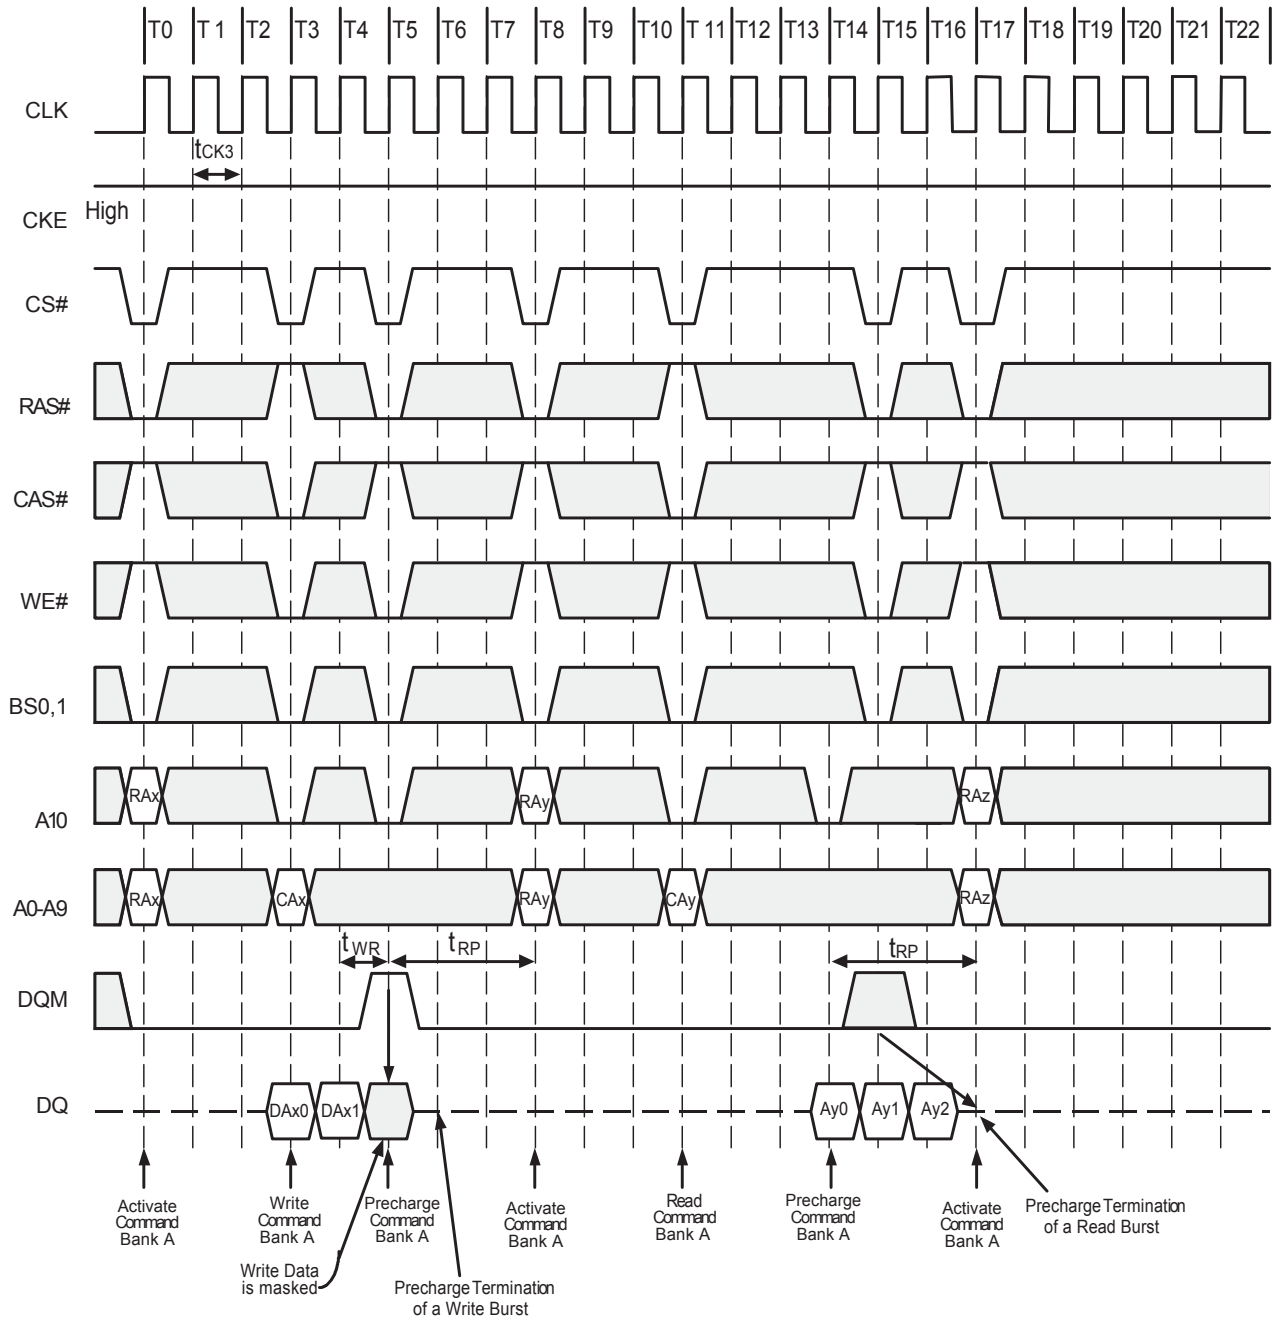 T0 T 1 T2 T3 T4 T5 T6 T7 T8 T9 T10 T 11 T12 T13 T14 T15 T16 T17 T18 T19 T20 T21 T22
CLK
tCK3
High
CKE
CS#
RAS#
CAS#
WE#
BS0,1
RAx RAy RAz
A10
RAx CAx RAy CAy RAz
A0-A9
tWR tRP tRP
DQM
DQ
DAx0 DAx1 Ay0 Ay1 Ay2
Activate
Command
Bank A
Write
Command
Bank A
Precharge
Command
Bank A
Activate
Command
Bank A
Read
Command
Bank A
Precharge
Command
Bank A
Activate
Command
Bank A
Precharge Termination
of a Read Burst
Write Data
is masked
Precharge Termination
of a Write Burst